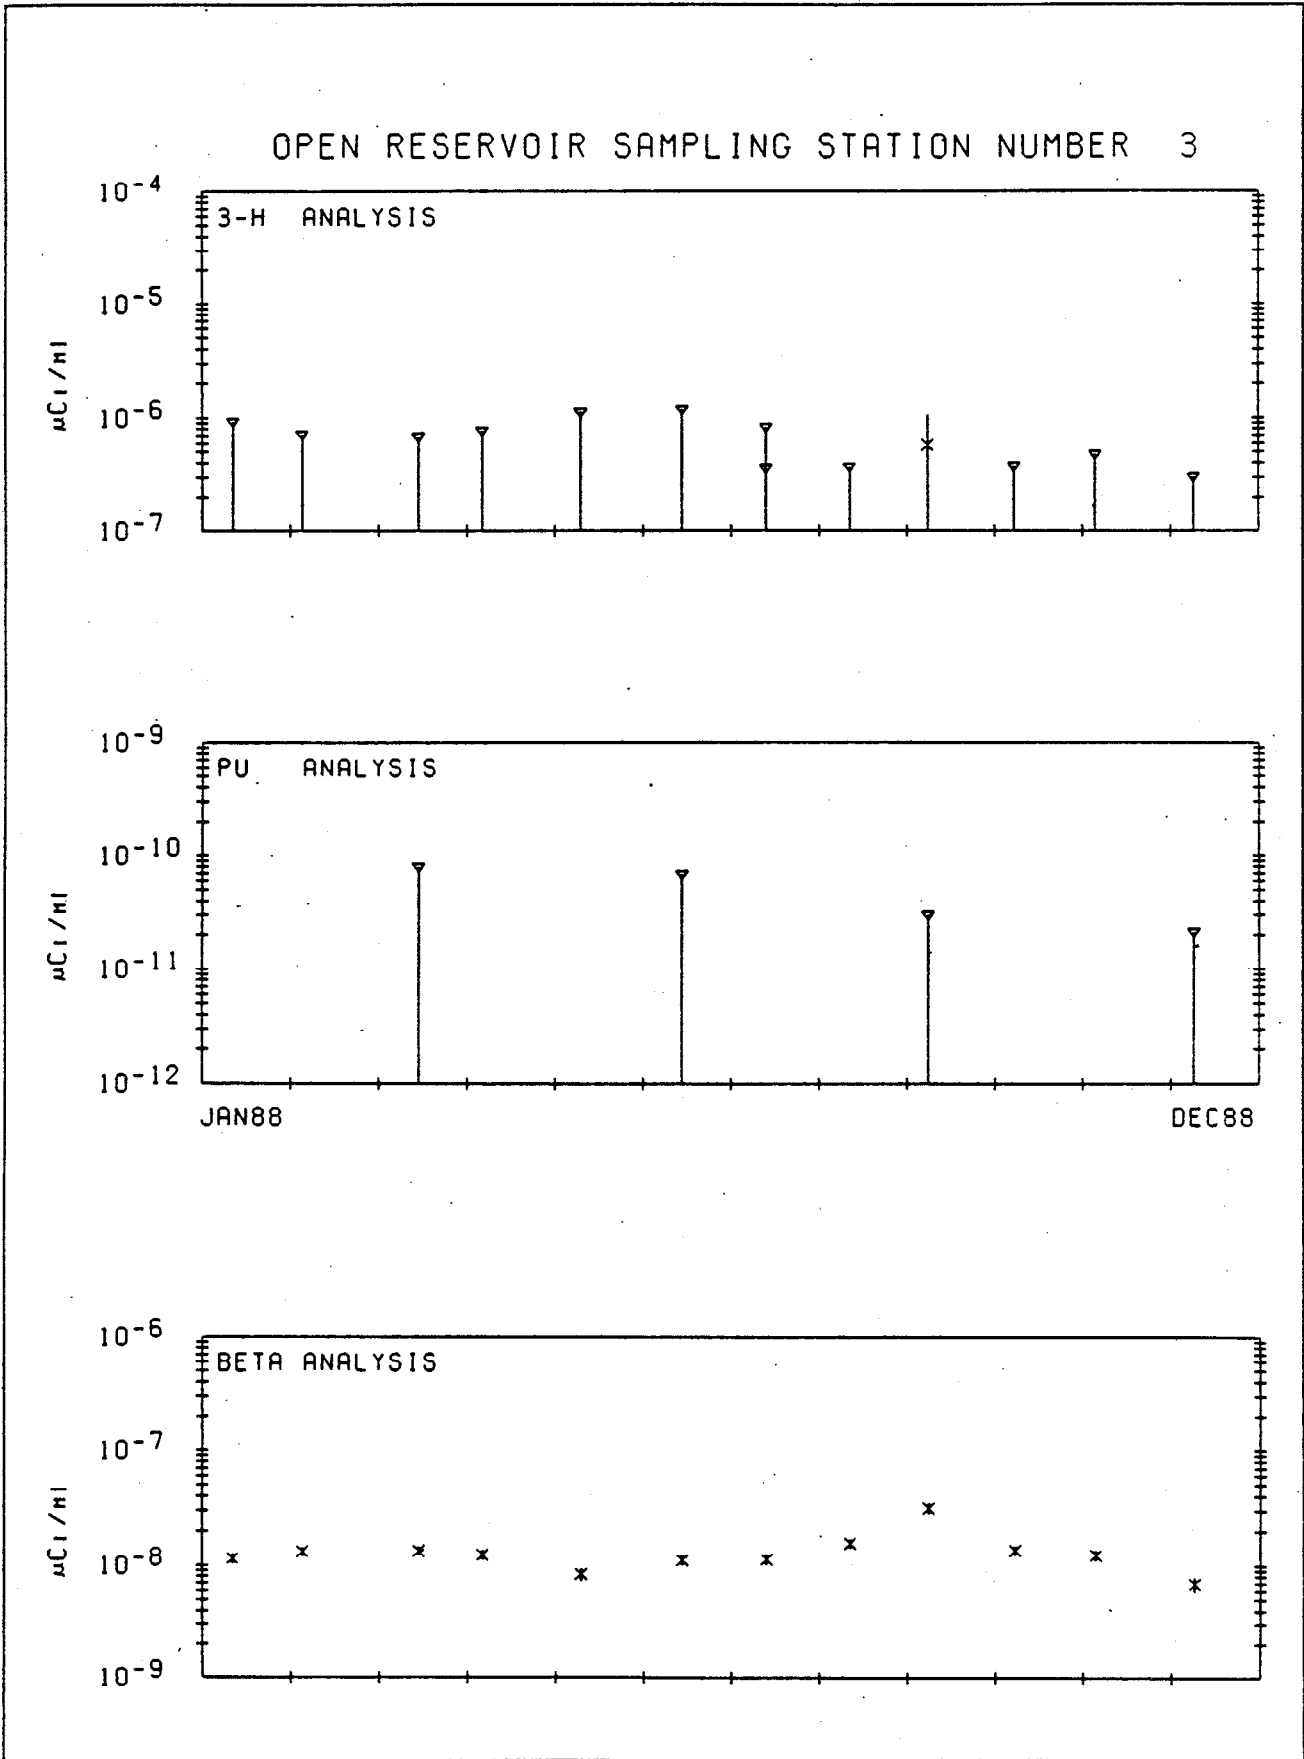 OPEN RESERVOIR SAMPLING STATION NUMBER 3
10-4
3-H ANALYSIS
10-5
µCi/ml
10-6
10-7
10-9
PU ANALYSIS
10-10
µCi/ml
10-11
10-12
JAN88 DEC88
10-6
BETA ANALYSIS
10-7
µCi/ml
10-8
10-9